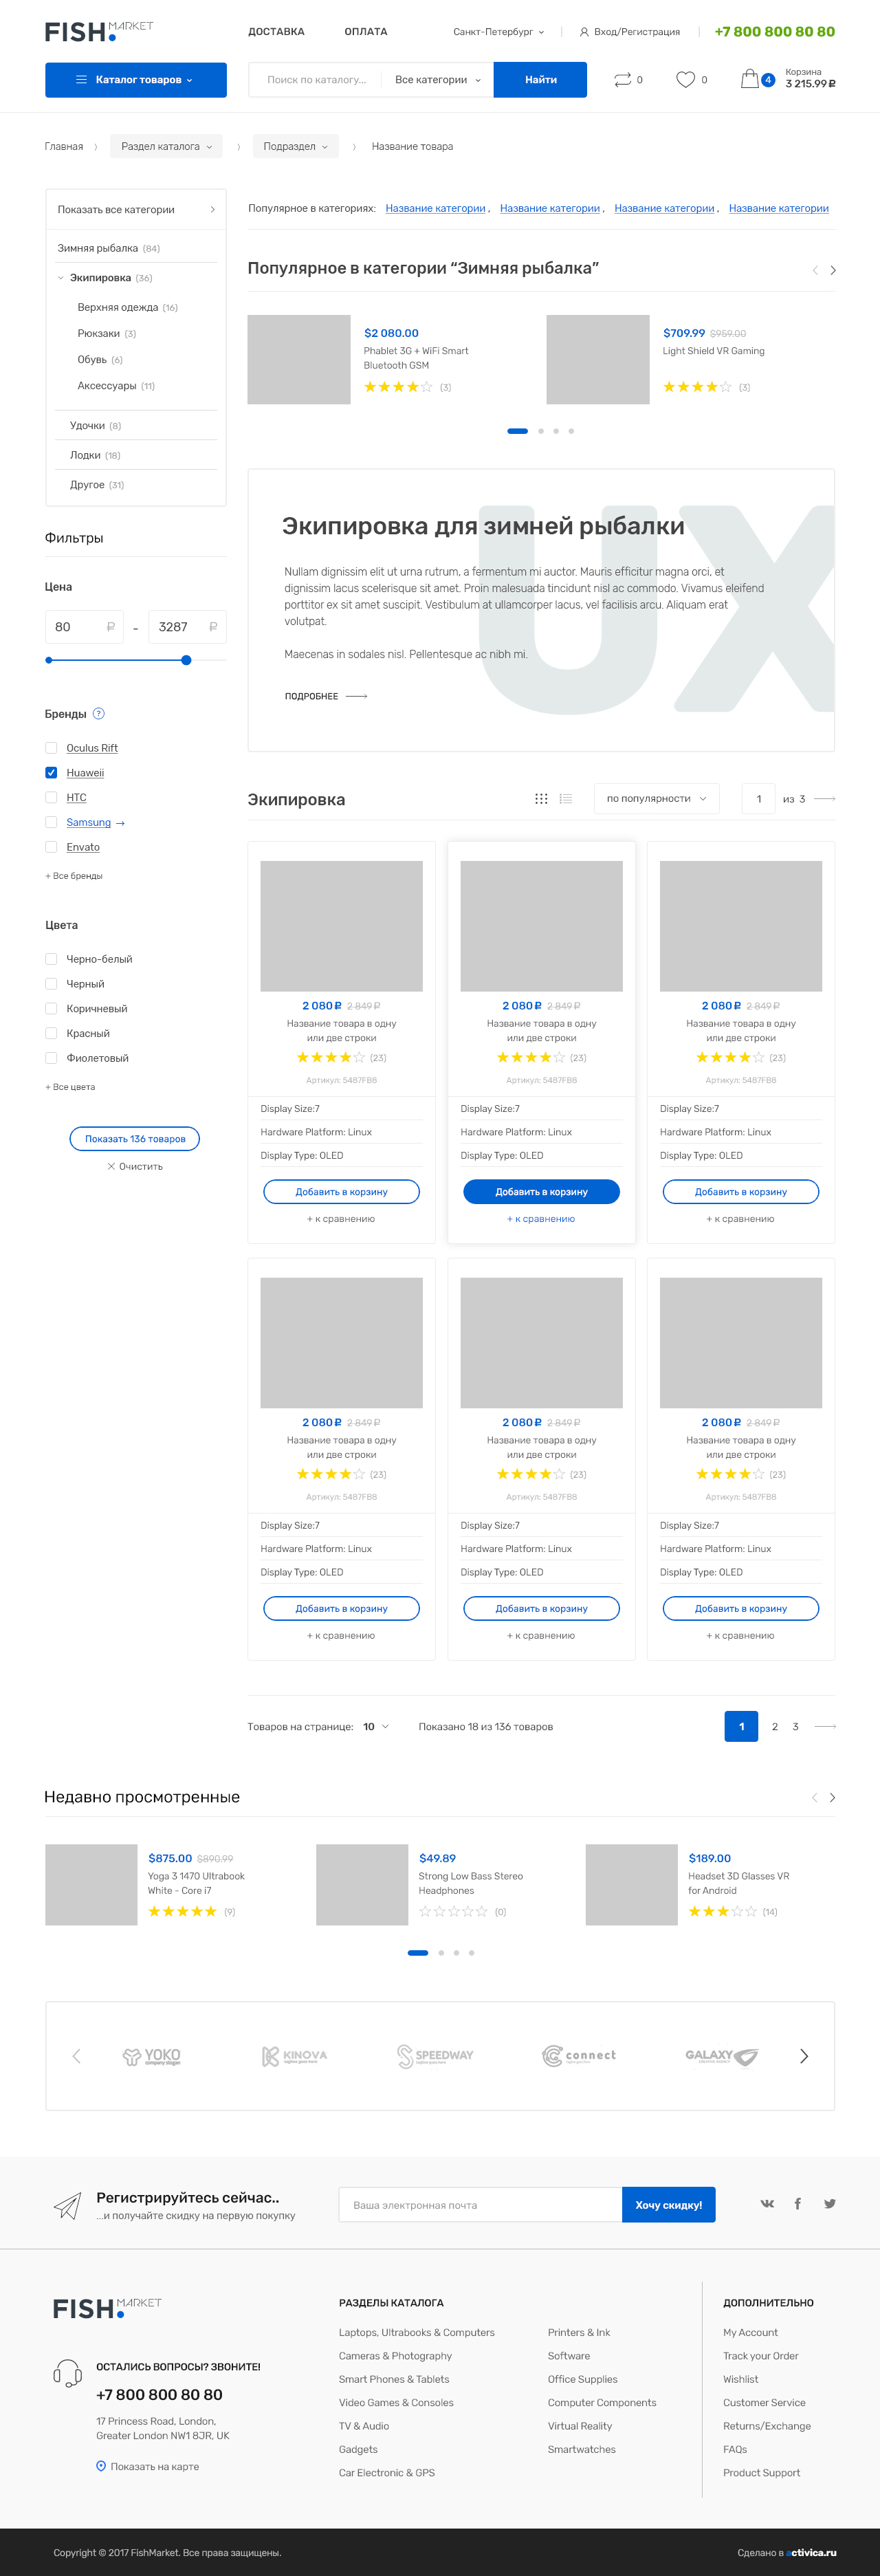 FISH. MARKET
ДОСТАВКА ОПЛАТА Санкт-Петербург Вход/Регистрация +7 800 800 80 80
Каталог товаров Поиск по каталогу... Все категории Найти 0 0 4 Корзина
3 215.99 ₽
Главная Раздел каталога Подраздел Название товара
Показать все категории
Зимняя рыбалка (84)
Экипировка (36)
Верхняя одежда (16)
Рюкзаки (3)
Обувь (6)
Аксессуары (11)
Удочки (8)
Лодки (18)
Другое (31)
Фильтры
Цена
80 ₽ - 3287 ₽
Бренды ?
Oculus Rift
Huaweii
HTC
Samsung →
Envato
+ Все бренды
Цвета
Черно-белый
Черный
Коричневый
Красный
Фиолетовый
+ Все цвета
Показать 136 товаров
Очистить
Популярное в категориях: Название категории , Название категории , Название категории , Название категории
Популярное в категории “Зимняя рыбалка”
$2 080.00
Phablet 3G + WiFi Smart
Bluetooth GSM
(3)
$709.99 $959.00
Light Shield VR Gaming
(3)
UX
Экипировка для зимней рыбалки
Nullam dignissim elit ut urna rutrum, a fermentum mi auctor. Mauris efficitur magna orci, et
dignissim lacus scelerisque sit amet. Proin malesuada tincidunt nisl ac commodo. Vivamus eleifend
porttitor ex sit amet suscipit. Vestibulum at ullamcorper lacus, vel facilisis arcu. Aliquam erat
volutpat.
Maecenas in sodales nisl. Pellentesque ac nibh mi.
ПОДРОБНЕЕ
Экипировка по популярности 1 из 3
2 080 ₽ 2 849 ₽
Название товара в одну
или две строки
(23)
Артикул: 5487FB8
Display Size:7
Hardware Platform: Linux
Display Type: OLED
Добавить в корзину
+ к сравнению
2 080 ₽ 2 849 ₽
Название товара в одну
или две строки
(23)
Артикул: 5487FB8
Display Size:7
Hardware Platform: Linux
Display Type: OLED
Добавить в корзину
+ к сравнению
2 080 ₽ 2 849 ₽
Название товара в одну
или две строки
(23)
Артикул: 5487FB8
Display Size:7
Hardware Platform: Linux
Display Type: OLED
Добавить в корзину
+ к сравнению
2 080 ₽ 2 849 ₽
Название товара в одну
или две строки
(23)
Артикул: 5487FB8
Display Size:7
Hardware Platform: Linux
Display Type: OLED
Добавить в корзину
+ к сравнению
2 080 ₽ 2 849 ₽
Название товара в одну
или две строки
(23)
Артикул: 5487FB8
Display Size:7
Hardware Platform: Linux
Display Type: OLED
Добавить в корзину
+ к сравнению
2 080 ₽ 2 849 ₽
Название товара в одну
или две строки
(23)
Артикул: 5487FB8
Display Size:7
Hardware Platform: Linux
Display Type: OLED
Добавить в корзину
+ к сравнению
Товаров на странице: 10 Показано 18 из 136 товаров 1 2 3
Недавно просмотренные
$875.00 $890.99
Yoga 3 1470 Ultrabook
White - Core i7
(9)
$49.89
Strong Low Bass Stereo
Headphones
(0)
$189.00
Headset 3D Glasses VR
for Android
(14)
YOKO
company slogan
KINOVA
SPEEDWAY
connect
GALAXY
Регистрируйтесь сейчас..
...и получайте скидку на первую покупку
Ваша электронная почта Хочу скидку!
FISH. MARKET
ОСТАЛИСЬ ВОПРОСЫ? ЗВОНИТЕ!
+7 800 800 80 80
17 Princess Road, London,
Greater London NW1 8JR, UK
Показать на карте
РАЗДЕЛЫ КАТАЛОГА
Laptops, Ultrabooks & Computers
Cameras & Photography
Smart Phones & Tablets
Video Games & Consoles
TV & Audio
Gadgets
Car Electronic & GPS
Printers & Ink
Software
Office Supplies
Computer Components
Virtual Reality
Smartwatches
ДОПОЛНИТЕЛЬНО
My Account
Track your Order
Wishlist
Customer Service
Returns/Exchange
FAQs
Product Support
Copyright © 2017 FishMarket. Все права защищены.
Сделано в activica.ru